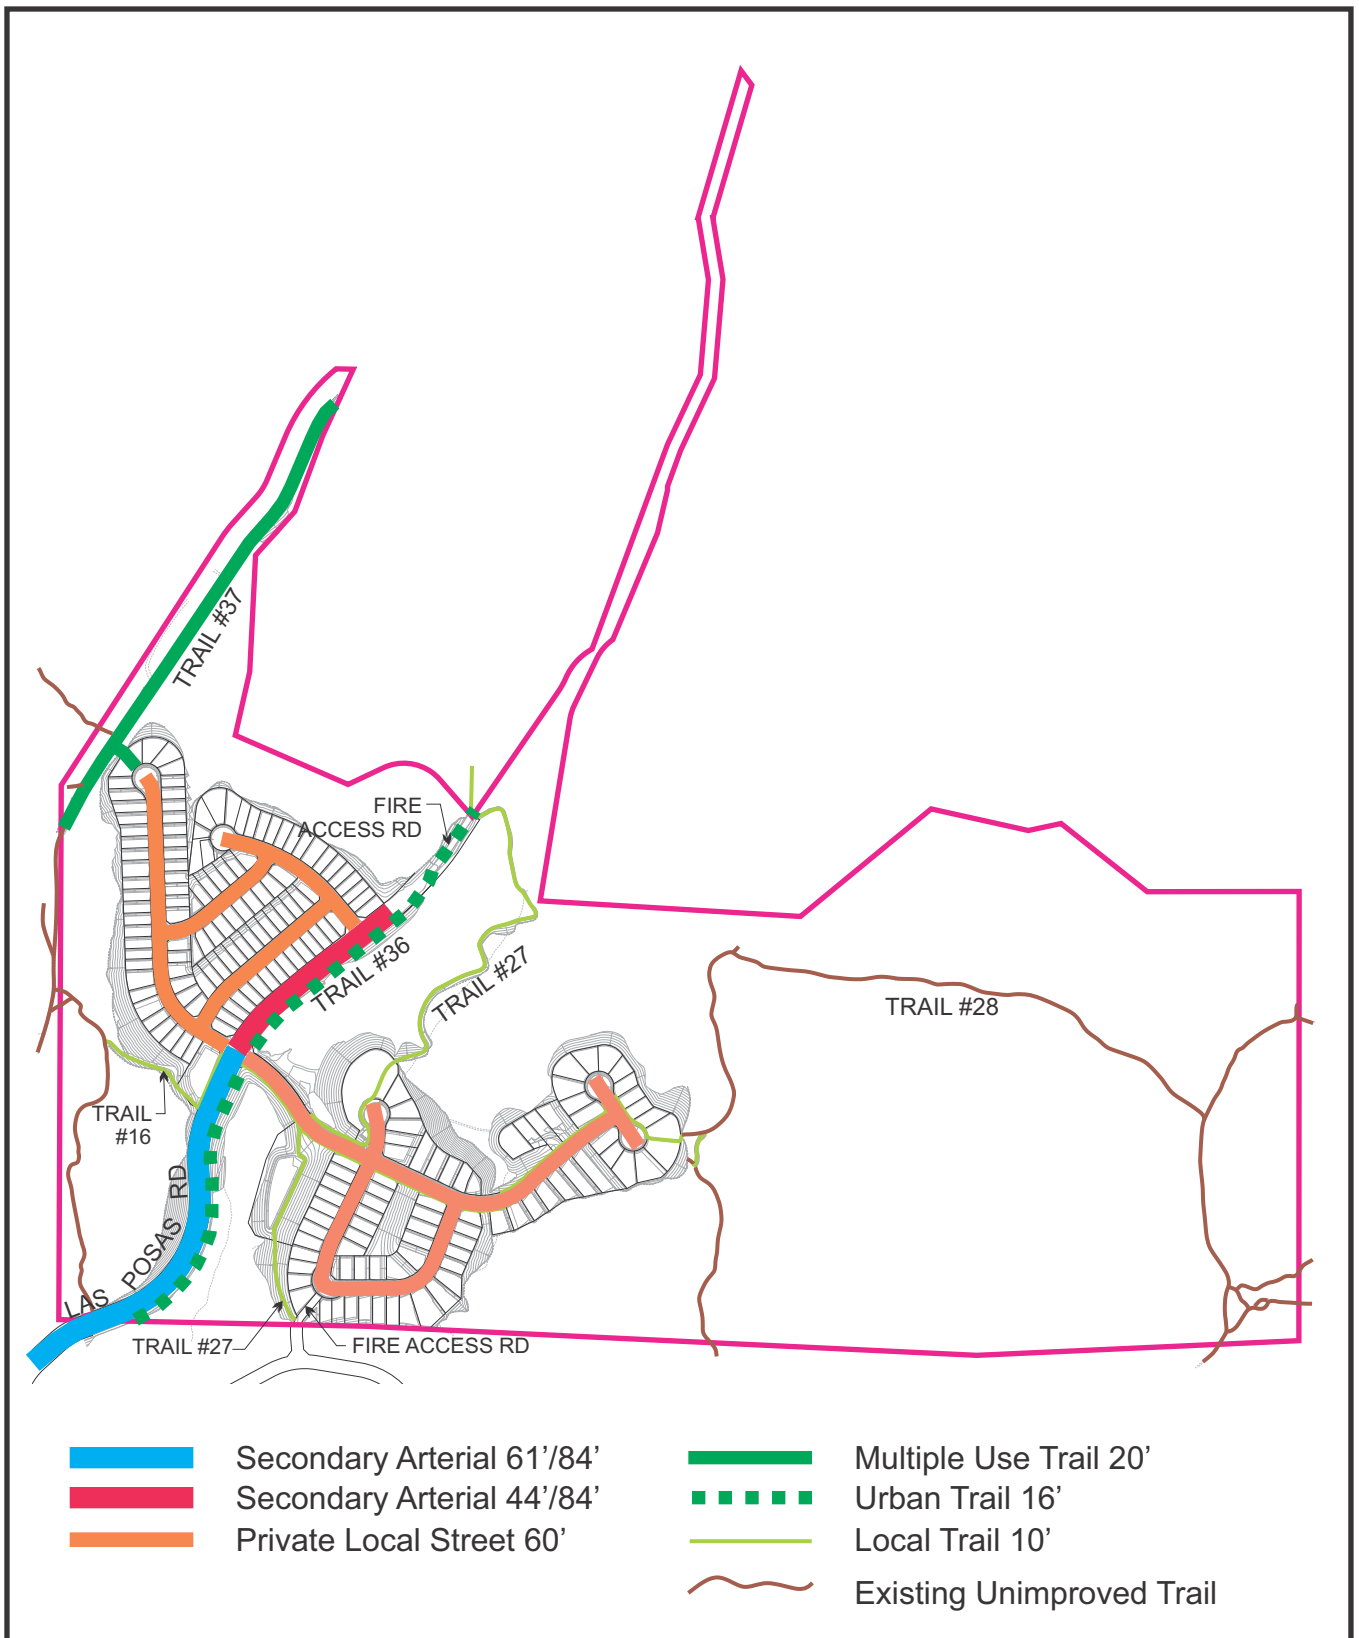 TRAIL #37
FIRE
ACCESS RD
TRAIL #36
TRAIL #27
TRAIL #28
TRAIL
#16
LAS POSAS RD
TRAIL #27
FIRE ACCESS RD
Secondary Arterial 61’/84’
Secondary Arterial 44’/84’
Private Local Street 60’
Multiple Use Trail 20’
Urban Trail 16’
Local Trail 10’
Existing Unimproved Trail